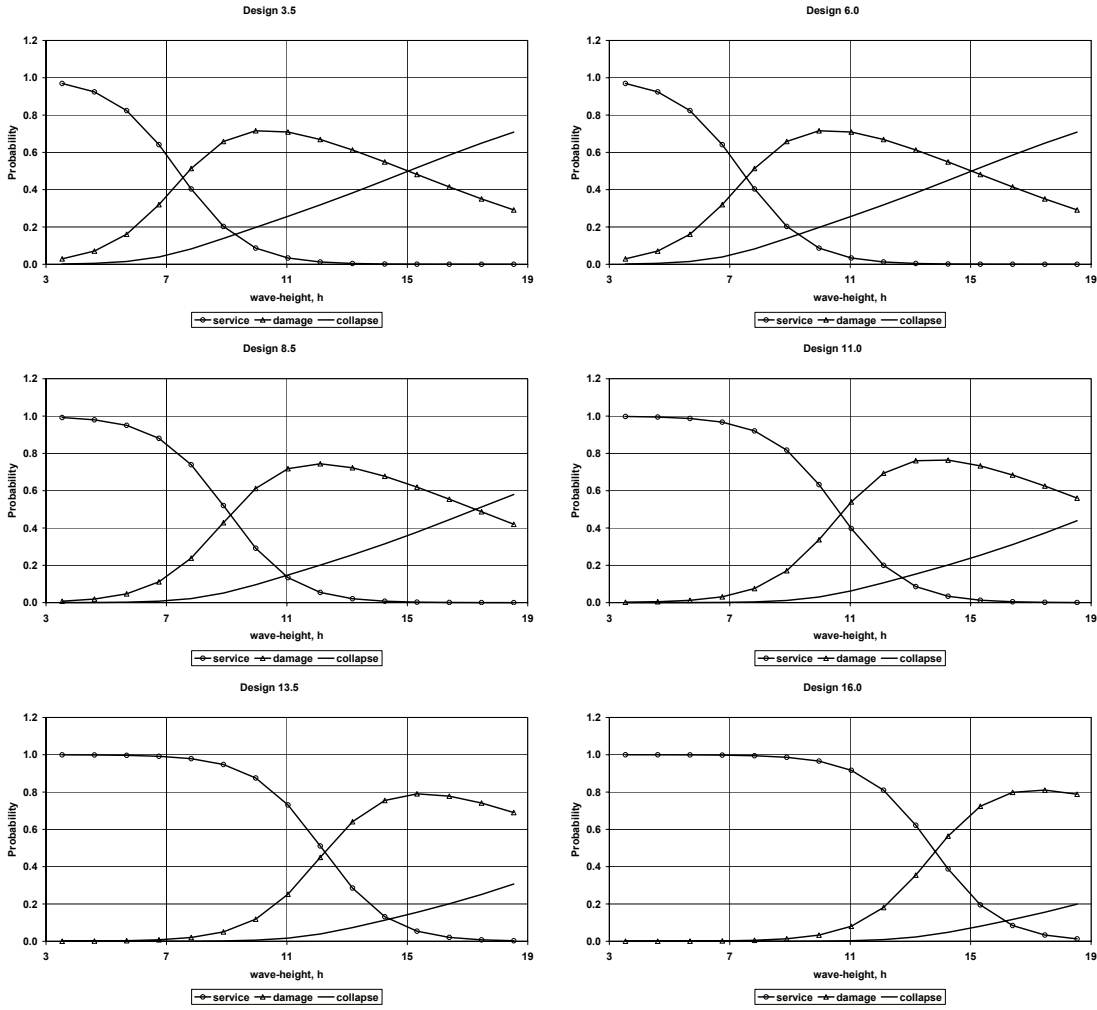 Design 3.5
1.2
1.0
0.8
0.6
0.4
0.2
0.0
Probability
3 7 11 15 19
wave-height, h
service damage collapse
Design 6.0
1.2
1.0
0.8
0.6
0.4
0.2
0.0
Probability
3 7 11 15 19
wave-height, h
service damage collapse
Design 8.5
1.2
1.0
0.8
0.6
0.4
0.2
0.0
Probability
3 7 11 15 19
wave-height, h
service damage collapse
Design 11.0
1.2
1.0
0.8
0.6
0.4
0.2
0.0
Probability
3 7 11 15 19
wave-height, h
service damage collapse
Design 13.5
1.2
1.0
0.8
0.6
0.4
0.2
0.0
Probability
3 7 11 15 19
wave-height, h
service damage collapse
Design 16.0
1.2
1.0
0.8
0.6
0.4
0.2
0.0
Probability
3 7 11 15 19
wave-height, h
service damage collapse